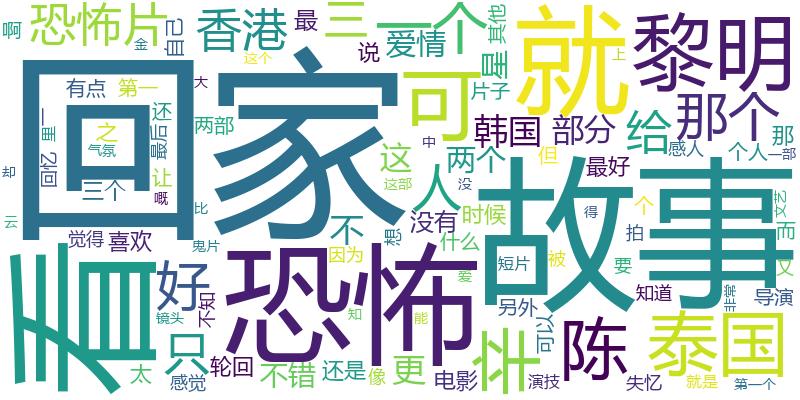 啊
恐怖片
金
自己
香港
最
说
三
一个
爱情
星
其他
片子
就
上
黎明
回家
这个
大
可
韩国
部分
给
那个
有点
第一
之
气氛
还
最后
里
一
回忆
三个
让
嘅
两部
这
这部
人
两个
中
没
但
最好
感人
个人
那
一部
却
云
觉得
喜欢
比
鬼片
不
想
没有
时候
什么
因为
爱
故事
得
个
拍
文艺
而
又
看
好
恐怖
短片
被
要
知道
非常
导演
另外
可以
镜头
不知
只
知
能
辛
陈
泰国
太
感觉
轮回
不错
还是
像
更
电影
演技
失忆
就是
第一个